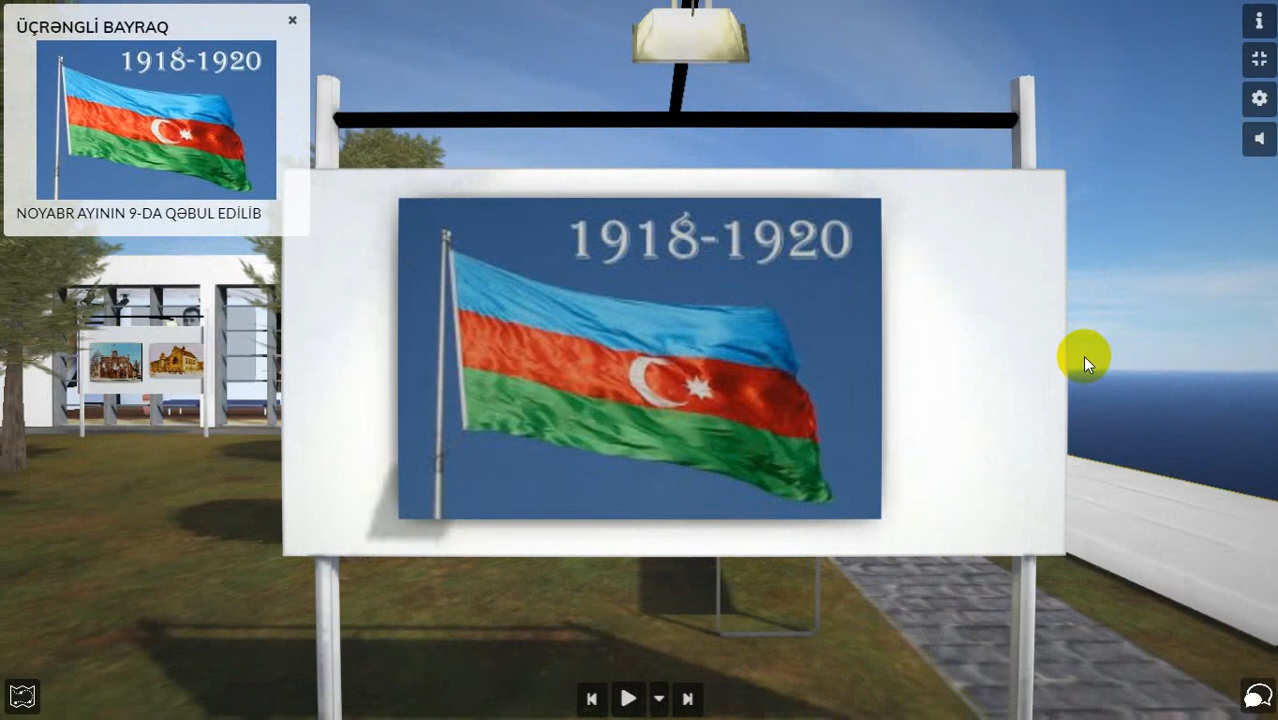 ÜÇRƏNGLİ BAYRAQ
1918-1920
NOYABR AYININ 9-DA QƏBUL EDİLİB
1918-1920